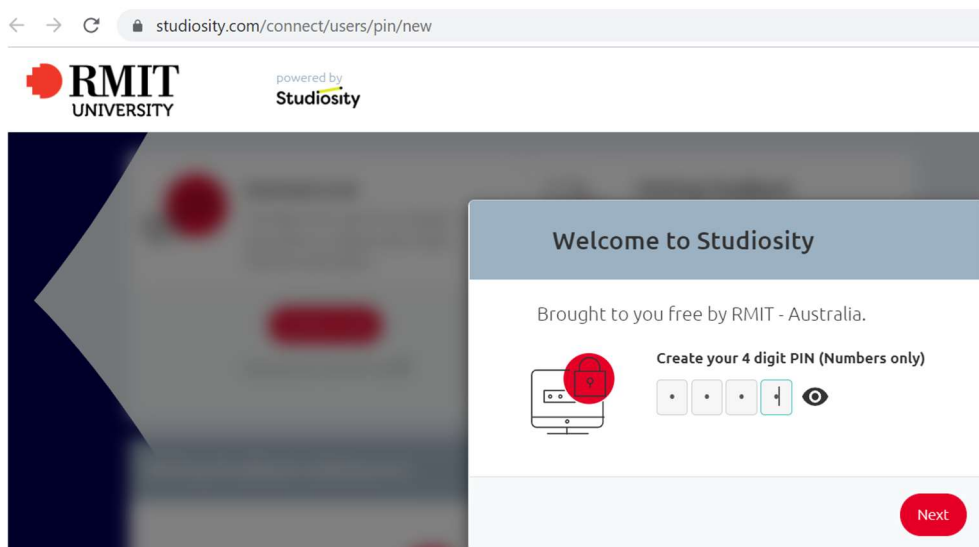 studiosity.com/connect/users/pin/new
RMIT
UNIVERSITY
powered by
Studiosity
Welcome to Studiosity
Brought to you free by RMIT - Australia.
Create your 4 digit PIN (Numbers only)
Next